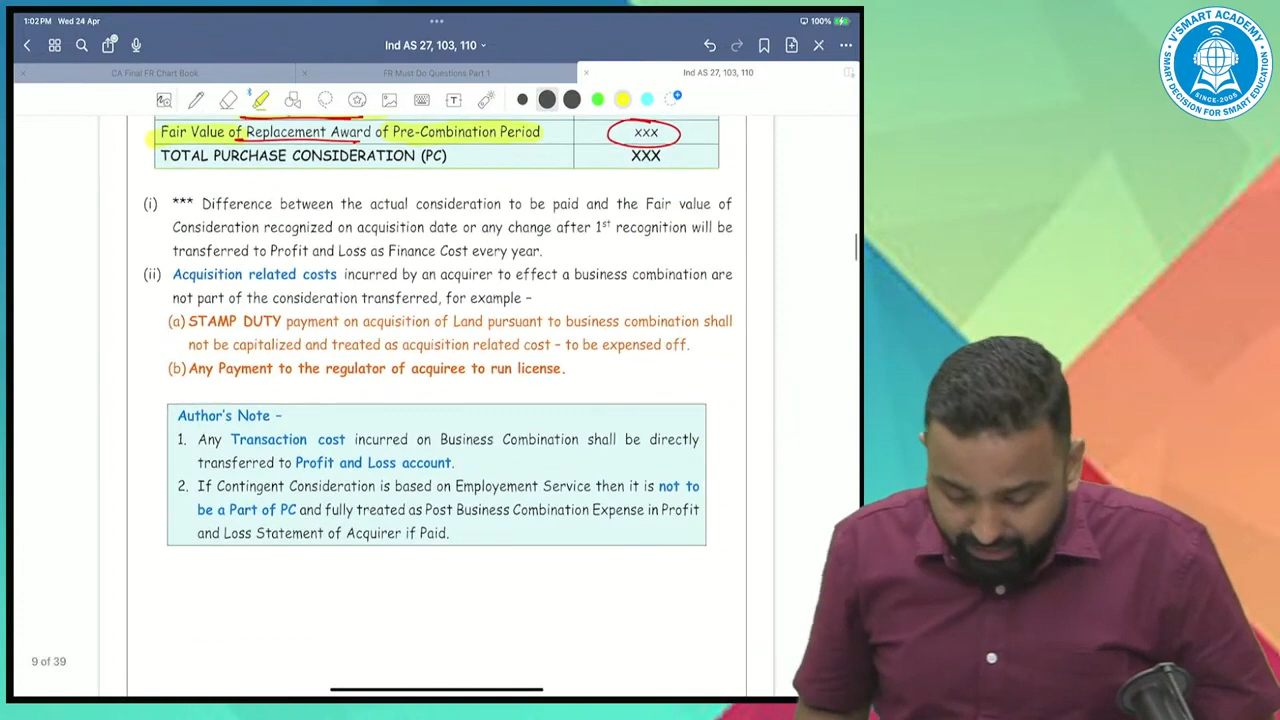 1:02PM Wed 24 Apr
100%
Ind AS 27, 103, 110
CA Final FR Chart Book
FR Must Do Questions Part 1
Ind AS 27, 103, 110
Fair Value of Replacement Award of Pre-Combination Period xxx
TOTAL PURCHASE CONSIDERATION (PC) XXX
(i) *** Difference between the actual consideration to be paid and the Fair value of
Consideration recognized on acquisition date or any change after 1st recognition will be
transferred to Profit and Loss as Finance Cost every year.
(ii) Acquisition related costs incurred by an acquirer to effect a business combination are
not part of the consideration transferred, for example –
(a) STAMP DUTY payment on acquisition of Land pursuant to business combination shall
not be capitalized and treated as acquisition related cost – to be expensed off.
(b) Any Payment to the regulator of acquiree to run license.
Author's Note –
1. Any Transaction cost incurred on Business Combination shall be directly
transferred to Profit and Loss account.
2. If Contingent Consideration is based on Employement Service then it is not to
be a Part of PC and fully treated as Post Business Combination Expense in Profit
and Loss Statement of Acquirer if Paid.
9 of 39
V'SMART ACADEMY
SINCE-2005
SMART DECISION FOR SMART EDUCATION